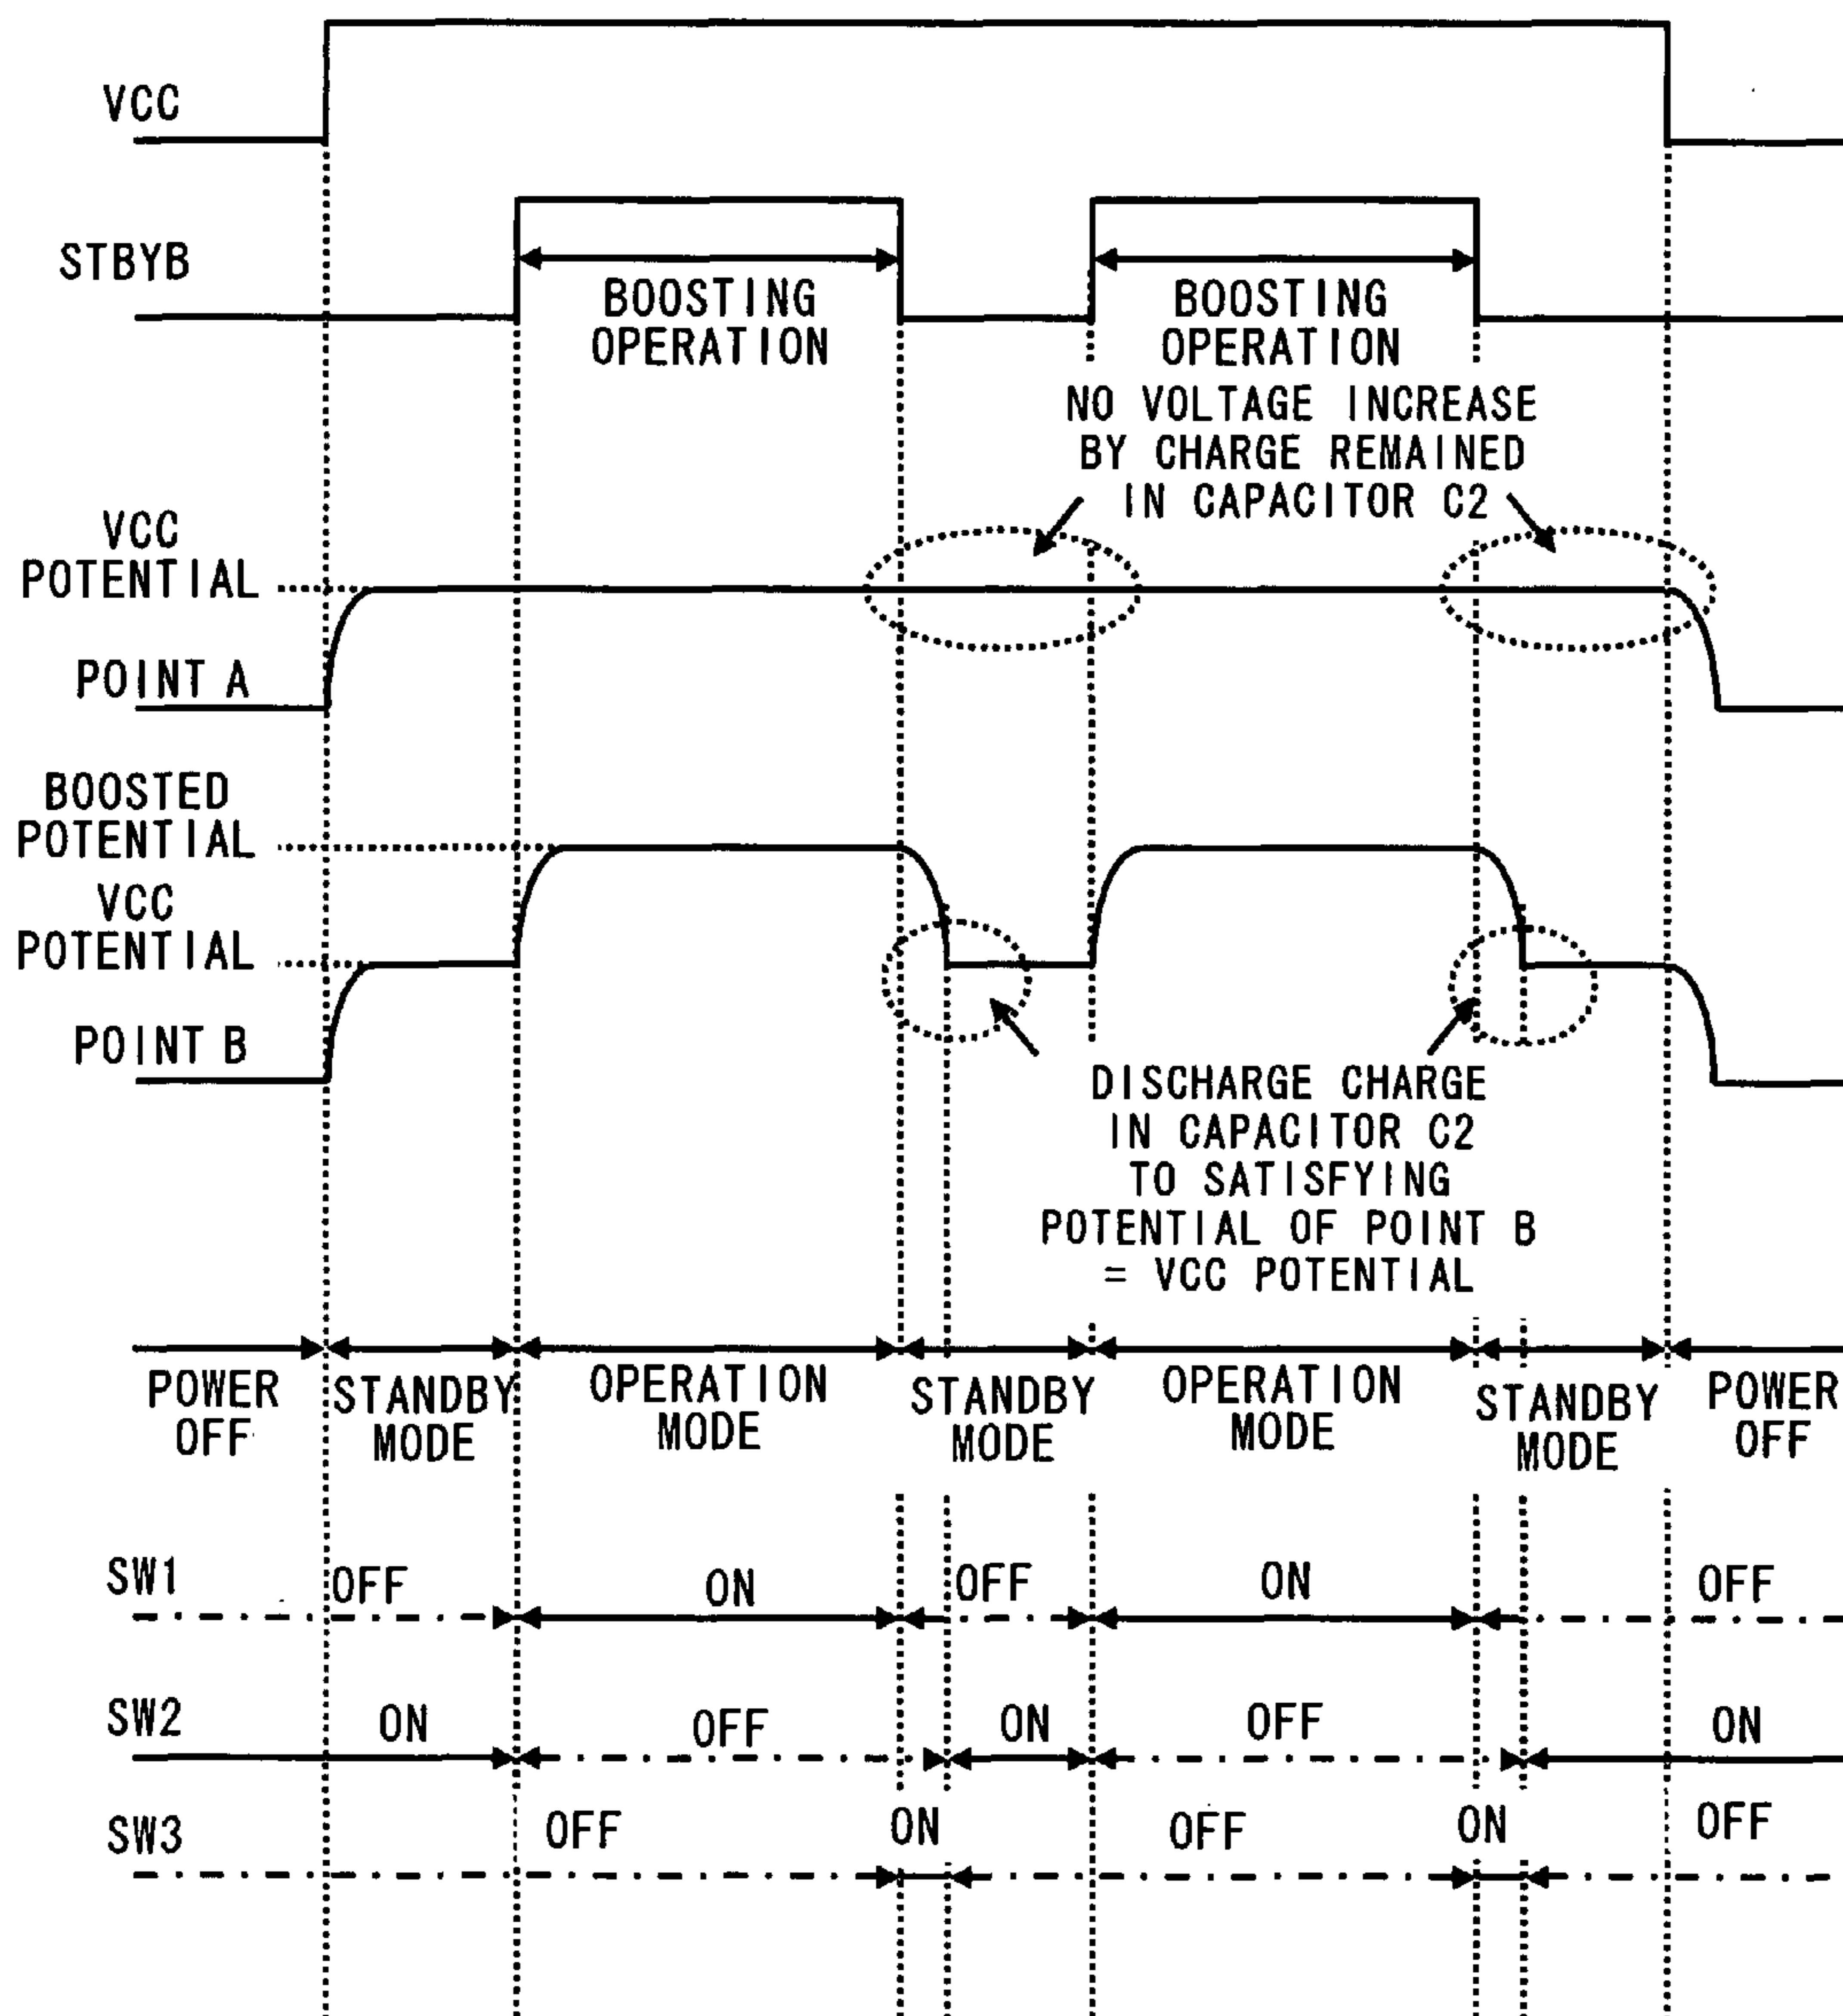 VCC
STBYB
BOOSTING
OPERATION
BOOSTING
OPERATION
NO VOLTAGE INCREASE
BY CHARGE REMAINED
IN CAPACITOR C2
VCC
POTENTIAL
POINT A
BOOSTED
POTENTIAL
VCC
POTENTIAL
POINT B
DISCHARGE CHARGE
IN CAPACITOR C2
TO SATISFYING
POTENTIAL OF POINT B
= VCC POTENTIAL
POWER
OFF
STANDBY
MODE
OPERATION
MODE
STANDBY
MODE
OPERATION
MODE
STANDBY
MODE
POWER
OFF
SW1
OFF
ON
OFF
ON
OFF
SW2
ON
OFF
ON
OFF
ON
SW3
OFF
ON
OFF
ON
OFF